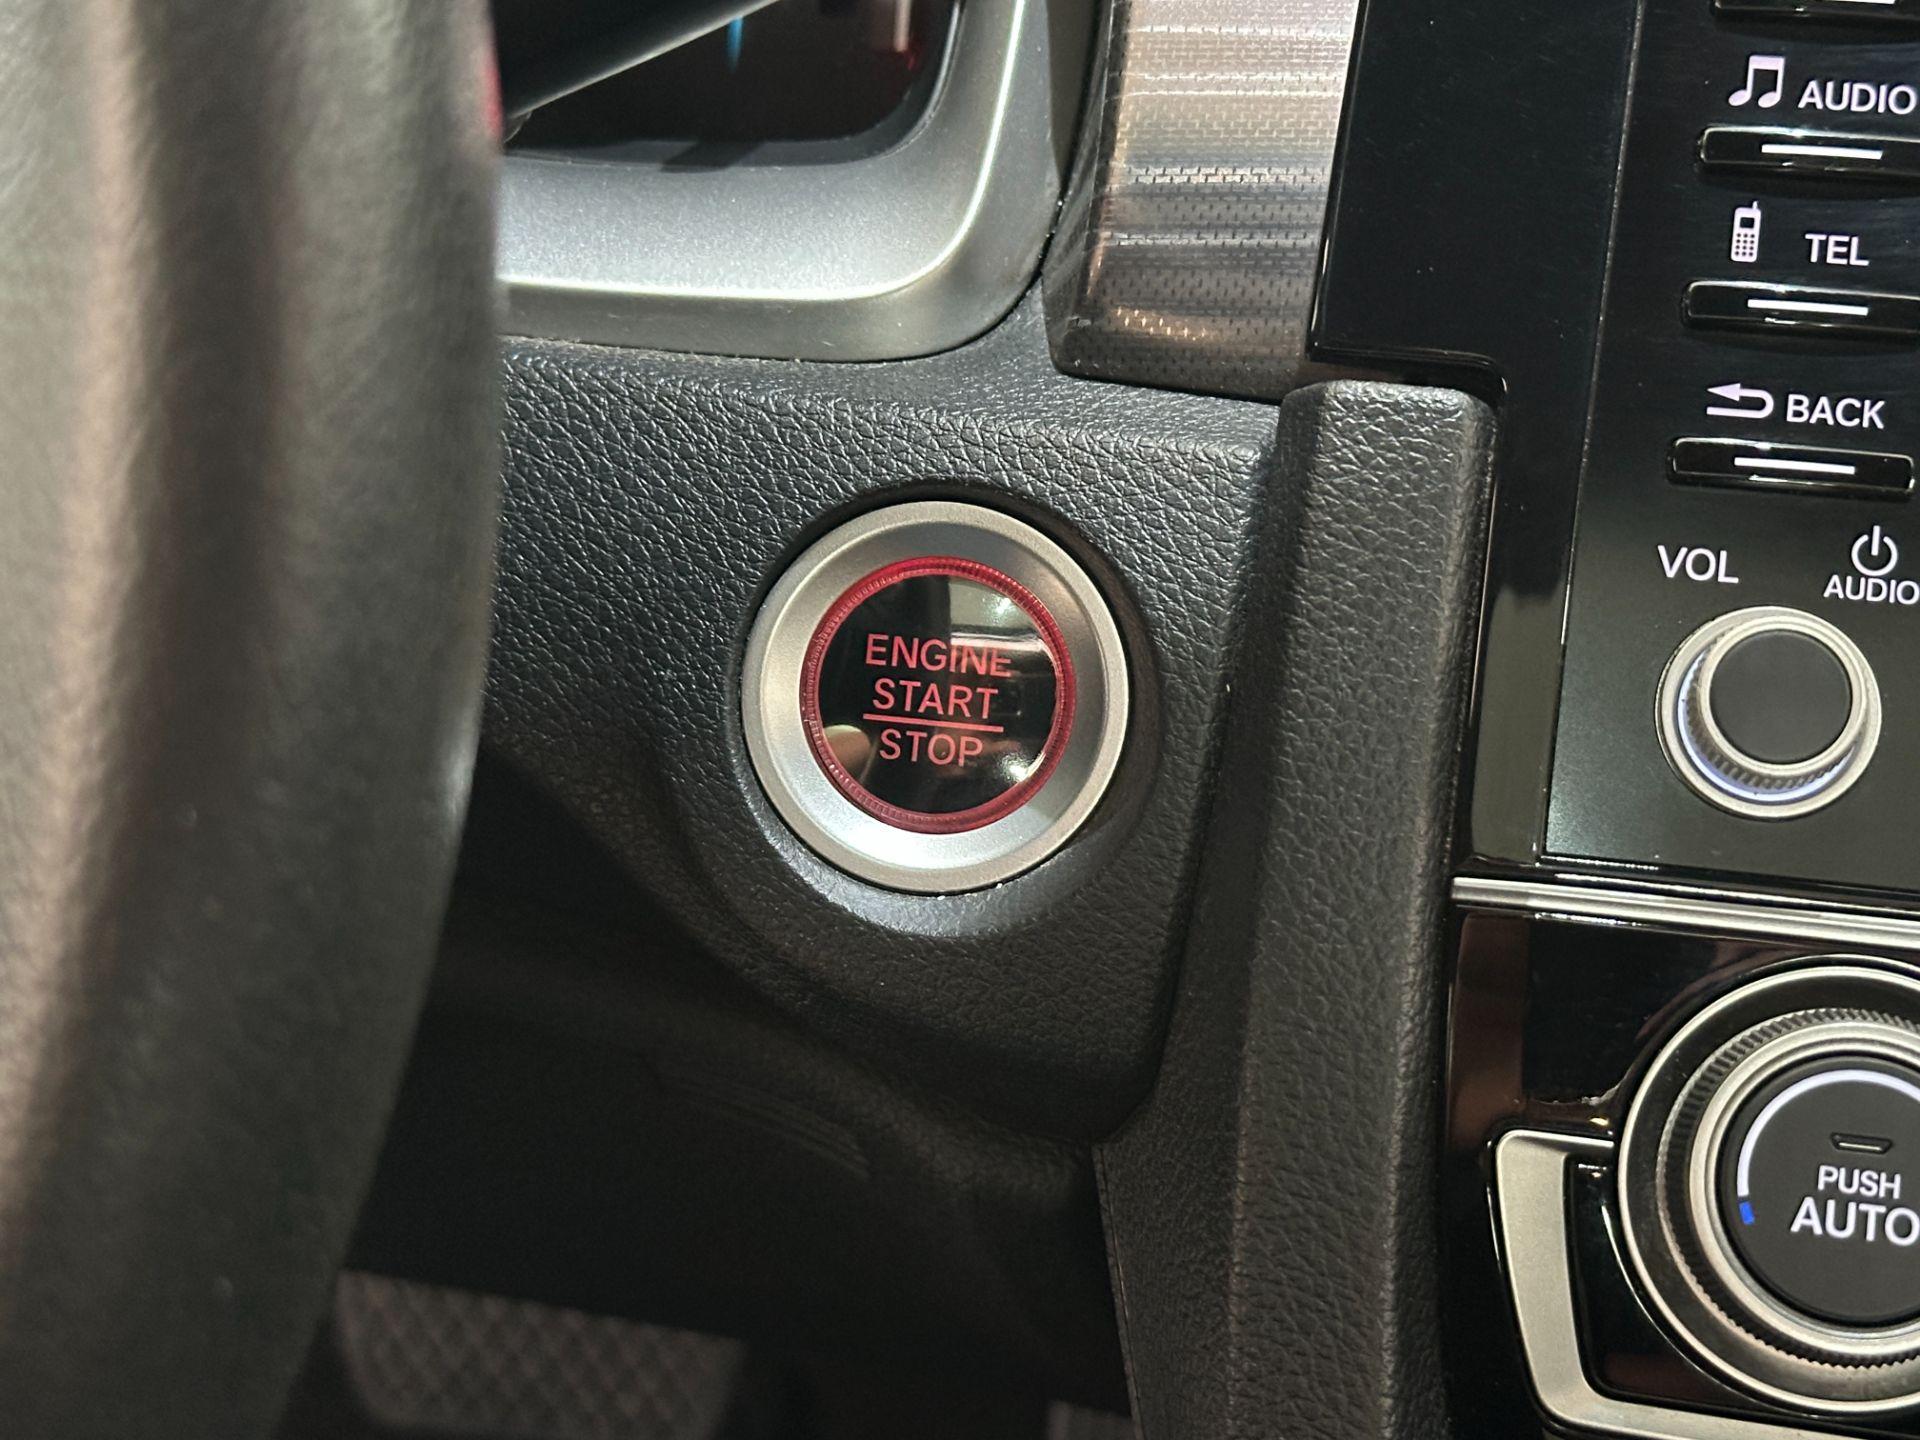 AUDIO
TEL
BACK
VOL
AUDIO
ENGINE
START
STOP
PUSH
AUTO